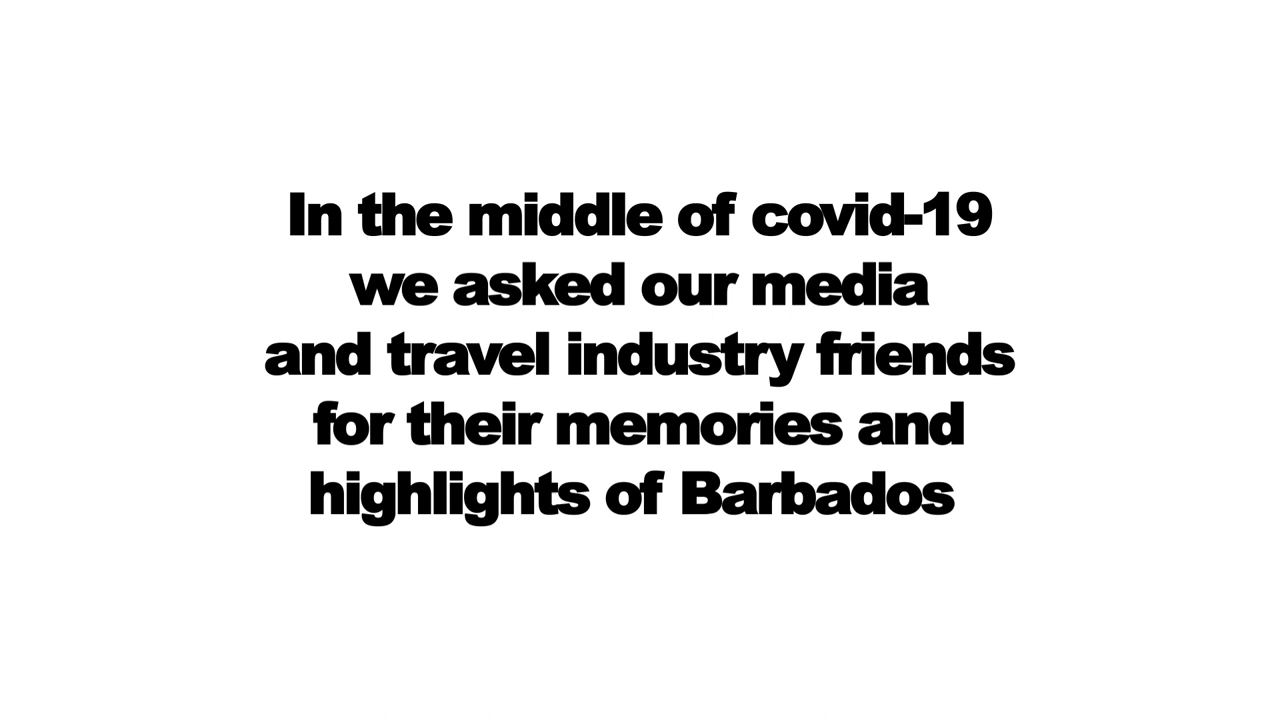 In the middle of covid-19
we asked our media
and travel industry friends
for their memories and
highlights of Barbados